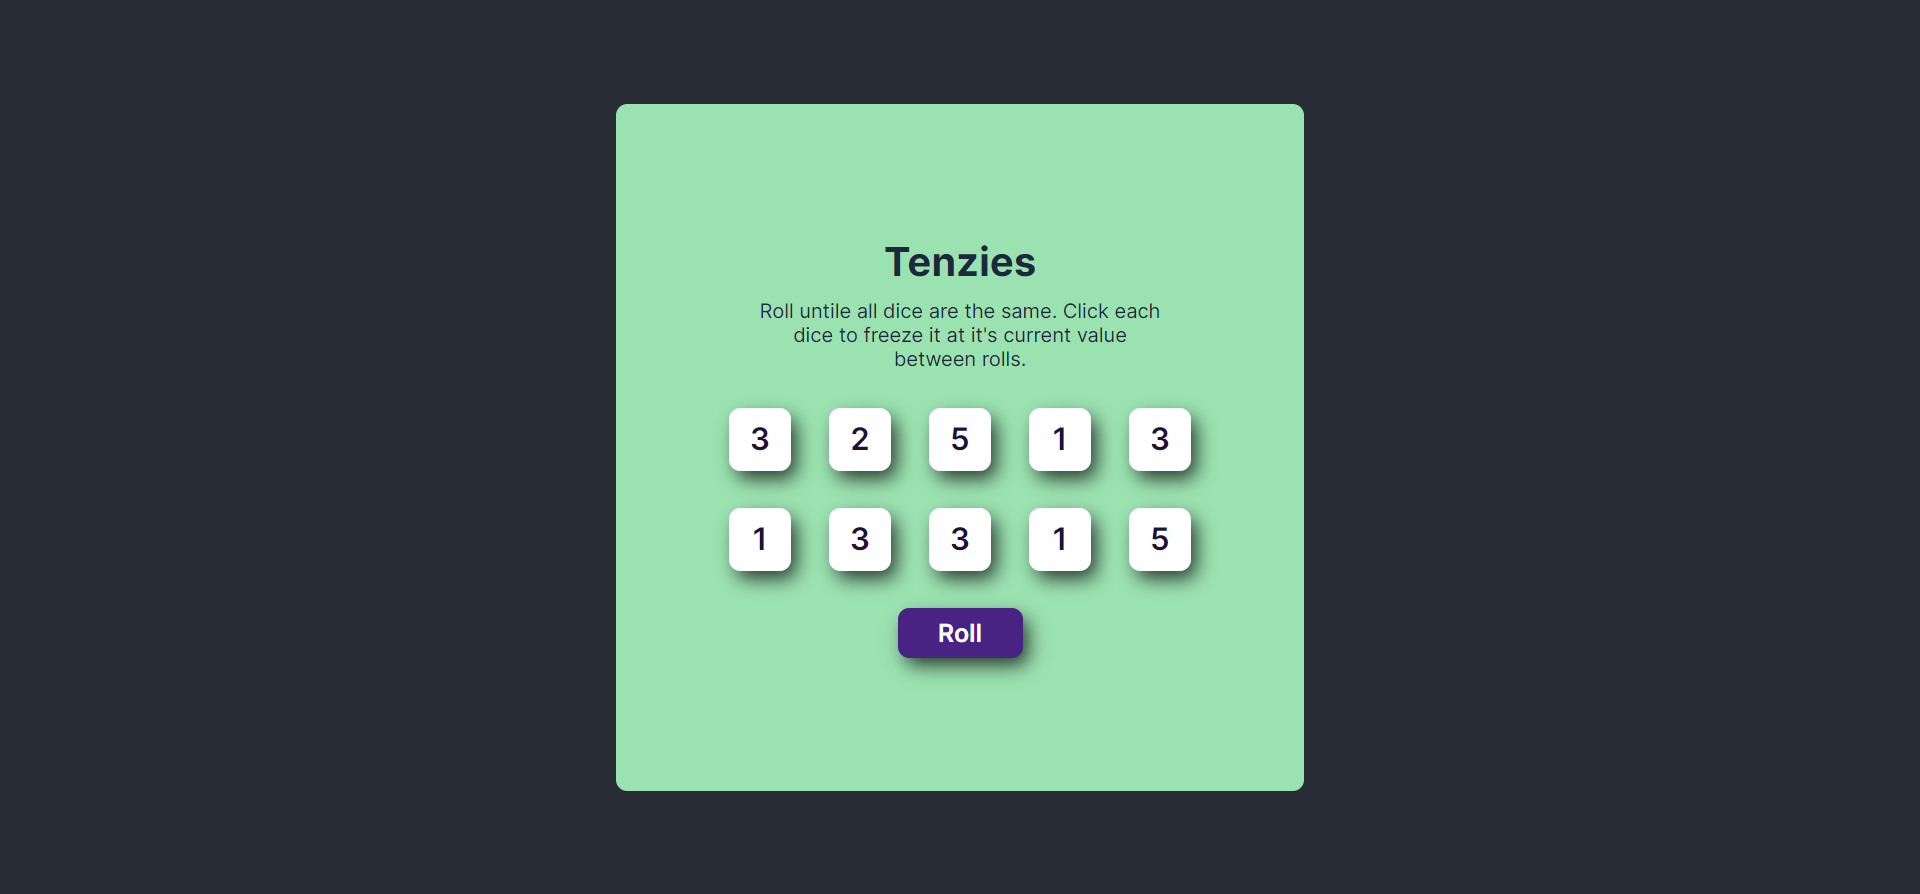 Tenzies
Roll untile all dice are the same. Click each
dice to freeze it at it's current value
between rolls.
3 2 5 1 3
1 3 3 1 5
Roll